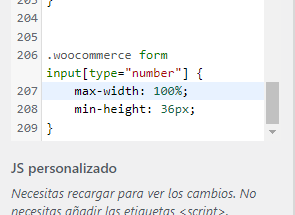 203 }
204
205
206 .woocommerce form
input[type="number"] {
207 max-width: 100%;
208 min-height: 36px;
209 }
JS personalizado
Necesitas recargar para ver los cambios. No
necesitas añadir las etiquetas <script>.